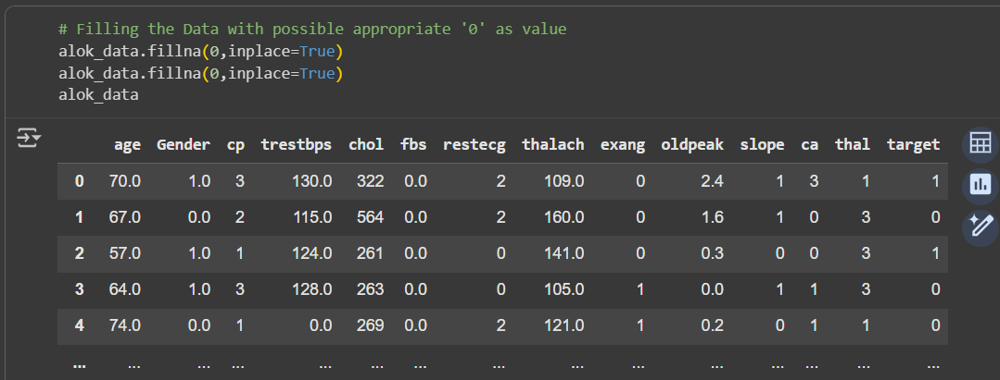 # Filling the Data with possible appropriate '0' as value
alok_data.fillna(0,inplace=True)
alok_data.fillna(0,inplace=True)
alok_data
age Gender cp trestbps chol fbs restecg thalach exang oldpeak slope ca thal target
0 70.0 1.0 3 130.0 322 0.0 2 109.0 0 2.4 1 3 1 1
1 67.0 0.0 2 115.0 564 0.0 2 160.0 0 1.6 1 0 3 0
2 57.0 1.0 1 124.0 261 0.0 0 141.0 0 0.3 0 0 3 1
3 64.0 1.0 3 128.0 263 0.0 0 105.0 1 0.0 1 1 3 0
4 74.0 0.0 1 0.0 269 0.0 2 121.0 1 0.2 0 1 1 0
... ... ... ... ... ... ... ... ... ... ... ... ... ... ...